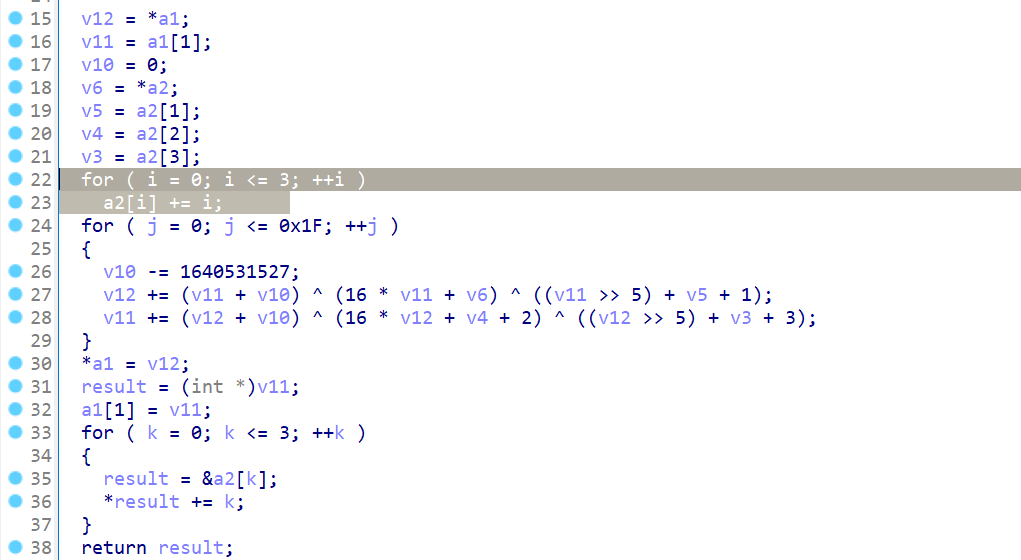 15 v12 = *a1;
16 v11 = a1[1];
17 v10 = 0;
18 v6 = *a2;
19 v5 = a2[1];
20 v4 = a2[2];
21 v3 = a2[3];
22 for ( i = 0; i <= 3; ++i )
23 a2[i] += i;
24 for ( j = 0; j <= 0x1F; ++j )
25 {
26 v10 -= 1640531527;
27 v12 += (v11 + v10) ^ (16 * v11 + v6) ^ ((v11 >> 5) + v5 + 1);
28 v11 += (v12 + v10) ^ (16 * v12 + v4 + 2) ^ ((v12 >> 5) + v3 + 3);
29 }
30 *a1 = v12;
31 result = (int *)v11;
32 a1[1] = v11;
33 for ( k = 0; k <= 3; ++k )
34 {
35 result = &a2[k];
36 *result += k;
37 }
38 return result;